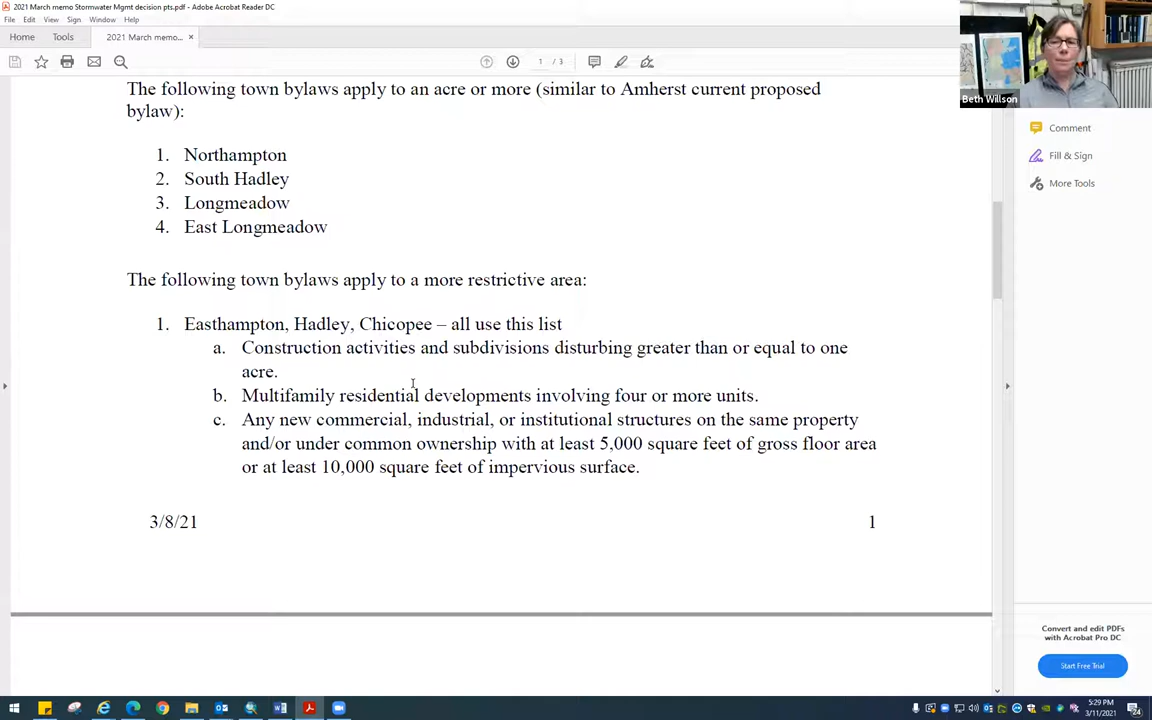 2021 March memo Stormwater Mgmt decision pts.pdf - Adobe Acrobat Reader DC
File Edit View Sign Window Help
Home Tools 2021 March memo... ×
1 / 3
Beth Willson
The following town bylaws apply to an acre or more (similar to Amherst current proposed
bylaw):
1. Northampton
2. South Hadley
3. Longmeadow
4. East Longmeadow
The following town bylaws apply to a more restrictive area:
1. Easthampton, Hadley, Chicopee – all use this list
a. Construction activities and subdivisions disturbing greater than or equal to one
acre.
b. Multifamily residential developments involving four or more units.
c. Any new commercial, industrial, or institutional structures on the same property
and/or under common ownership with at least 5,000 square feet of gross floor area
or at least 10,000 square feet of impervious surface.
3/8/21 1
Comment
Fill & Sign
More Tools
Convert and edit PDFs
with Acrobat Pro DC
Start Free Trial
5:29 PM
3/11/2021
24